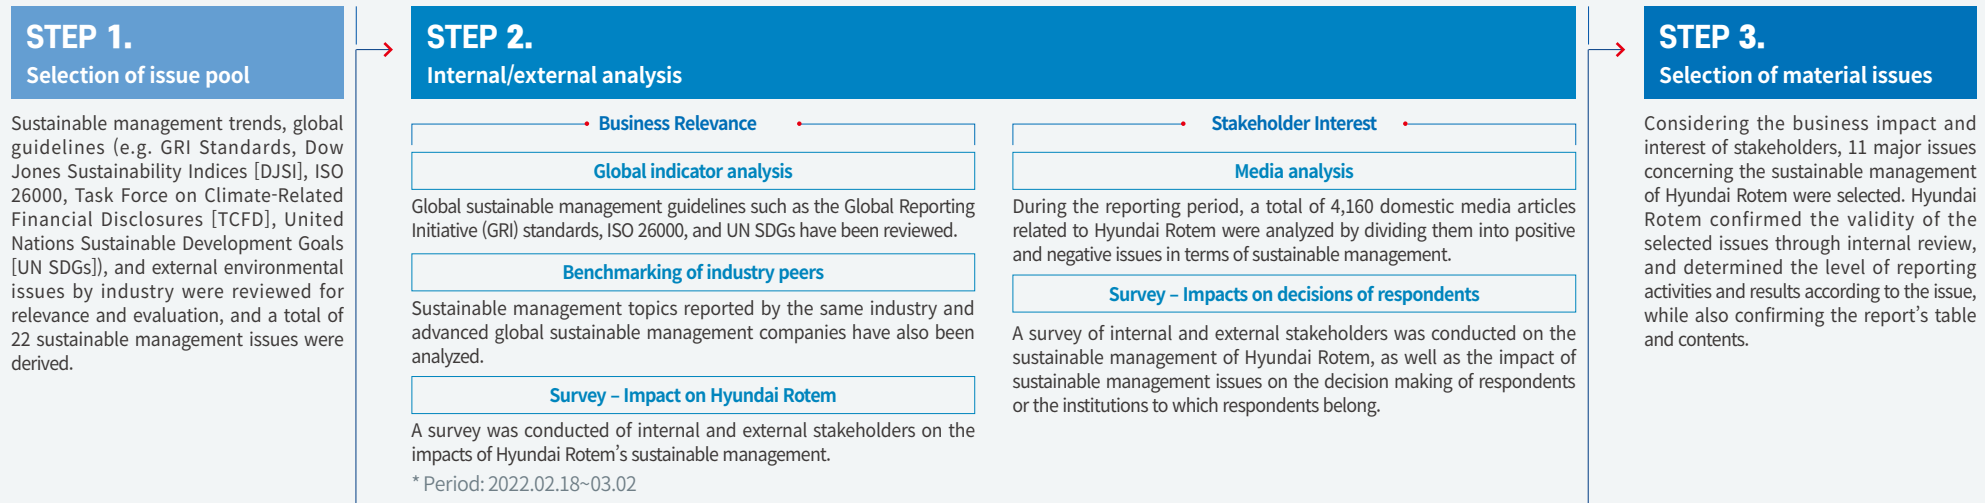 STEP 1.
Selection of issue pool
Sustainable management trends, global
guidelines (e.g. GRI Standards, Dow
Jones Sustainability Indices [DJSI], ISO
26000, Task Force on Climate-Related
Financial Disclosures [TCFD], United
Nations Sustainable Development Goals
[UN SDGs]), and external environmental
issues by industry were reviewed for
relevance and evaluation, and a total of
22 sustainable management issues were
derived.
STEP 2.
Internal/external analysis
Business Relevance
Global indicator analysis
Global sustainable management guidelines such as the Global Reporting
Initiative (GRI) standards, ISO 26000, and UN SDGs have been reviewed.
Benchmarking of industry peers
Sustainable management topics reported by the same industry and
advanced global sustainable management companies have also been
analyzed.
Survey – Impact on Hyundai Rotem
A survey was conducted of internal and external stakeholders on the
impacts of Hyundai Rotem’s sustainable management.
* Period: 2022.02.18~03.02
Stakeholder Interest
Media analysis
During the reporting period, a total of 4,160 domestic media articles
related to Hyundai Rotem were analyzed by dividing them into positive
and negative issues in terms of sustainable management.
Survey – Impacts on decisions of respondents
A survey of internal and external stakeholders was conducted on the
sustainable management of Hyundai Rotem, as well as the impact of
sustainable management issues on the decision making of respondents
or the institutions to which respondents belong.
STEP 3.
Selection of material issues
Considering the business impact and
interest of stakeholders, 11 major issues
concerning the sustainable management
of Hyundai Rotem were selected. Hyundai
Rotem confirmed the validity of the
selected issues through internal review,
and determined the level of reporting
activities and results according to the issue,
while also confirming the report’s table
and contents.